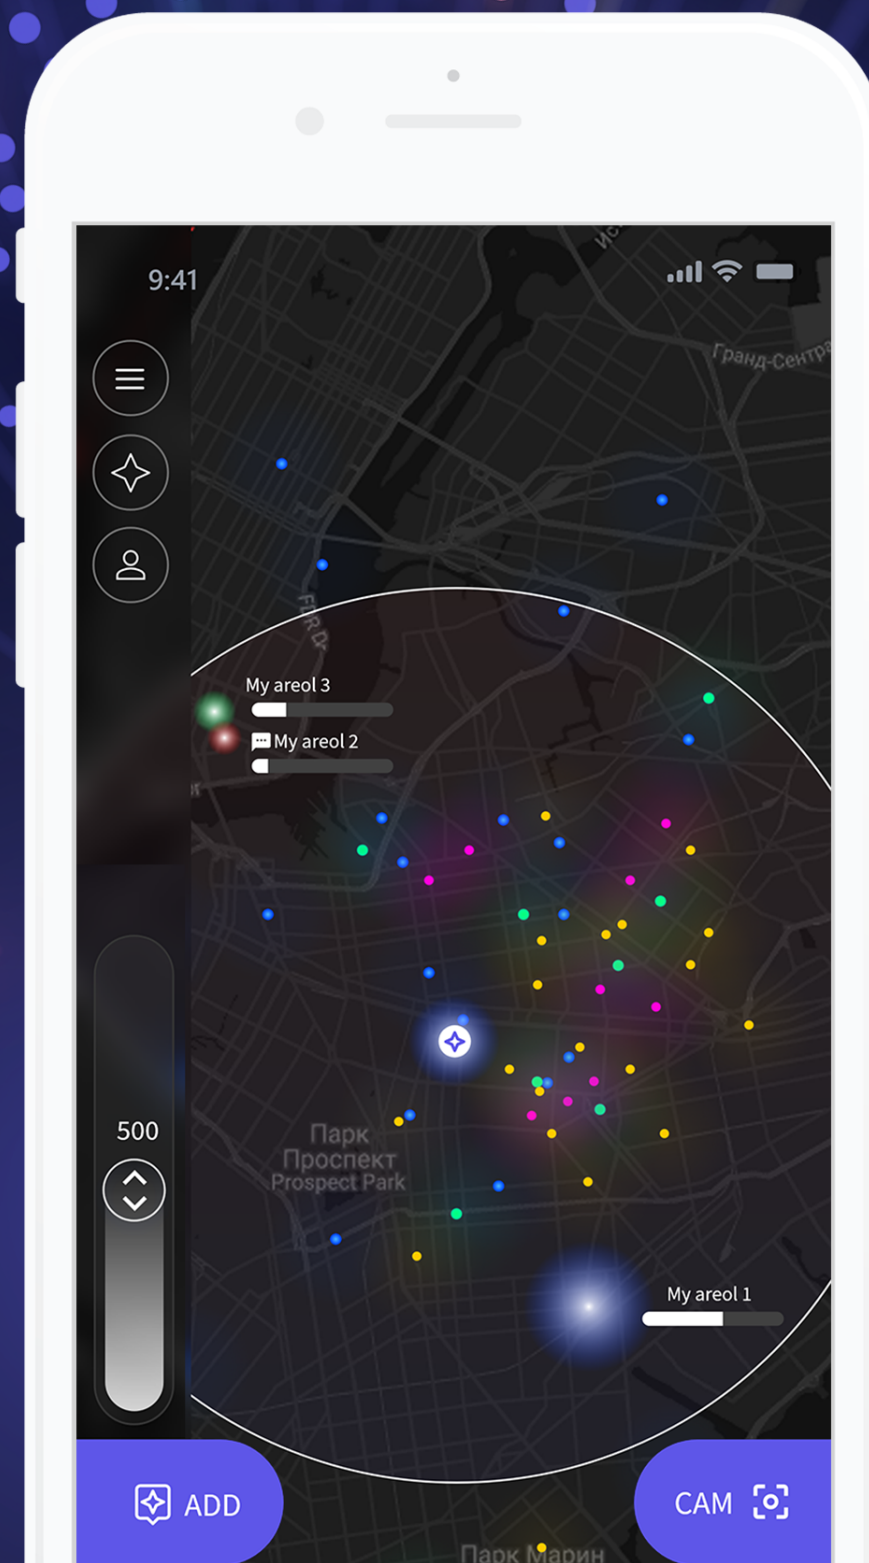 9:41
Гранд-Сентра
FDR Dr
My areol 3
My areol 2
500
Парк
Проспект
Prospect Park
My areol 1
ADD
CAM
Парк Марин